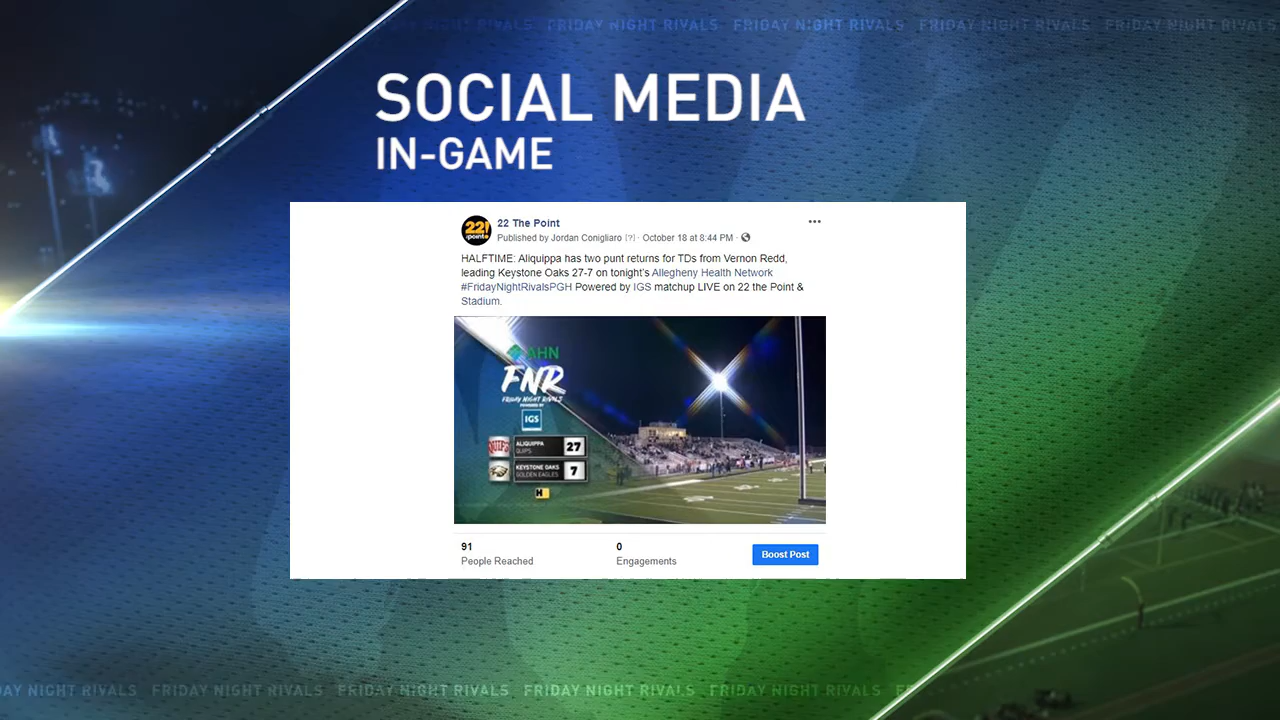 FRIDAY NIGHT RIVALS FRIDAY NIGHT RIVALS FRIDAY NIGHT RIVALS
SOCIAL MEDIA
IN-GAME
22 The Point
Published by Jordan Conigliaro [?] · October 18 at 8:44 PM ·
HALFTIME: Aliquippa has two punt returns for TDs from Vernon Redd,
leading Keystone Oaks 27-7 on tonight's Allegheny Health Network
#FridayNightRivalsPGH Powered by IGS matchup LIVE on 22 the Point &
Stadium.
AHN
FNR
FRIDAY NIGHT RIVALS
POWERED BY
IGS
QUIPS ALIQUIPPA 27
QUIPS
KEYSTONE OAKS 7
GOLDEN EAGLES
H
91 0 Boost Post
People Reached Engagements
FRIDAY NIGHT RIVALS FRIDAY NIGHT RIVALS FRIDAY NIGHT RIVALS FRIDAY NIGHT RIVALS